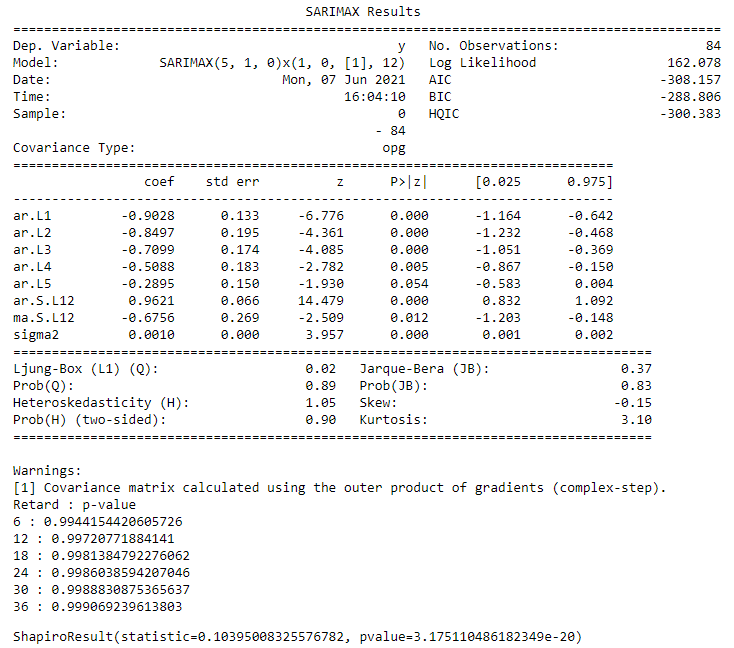 SARIMAX Results
==========================================================================================
Dep. Variable: y No. Observations: 84
Model: SARIMAX(5, 1, 0)x(1, 0, [1], 12) Log Likelihood 162.078
Date: Mon, 07 Jun 2021 AIC -308.157
Time: 16:04:10 BIC -288.806
Sample: 0 HQIC -300.383
- 84
Covariance Type: opg
==============================================================================
coef std err z P>|z| [0.025 0.975]
------------------------------------------------------------------------------
ar.L1 -0.9028 0.133 -6.776 0.000 -1.164 -0.642
ar.L2 -0.8497 0.195 -4.361 0.000 -1.232 -0.468
ar.L3 -0.7099 0.174 -4.085 0.000 -1.051 -0.369
ar.L4 -0.5088 0.183 -2.782 0.005 -0.867 -0.150
ar.L5 -0.2895 0.150 -1.930 0.054 -0.583 0.004
ar.S.L12 0.9621 0.066 14.479 0.000 0.832 1.092
ma.S.L12 -0.6756 0.269 -2.509 0.012 -1.203 -0.148
sigma2 0.0010 0.000 3.957 0.000 0.001 0.002
===================================================================================
Ljung-Box (L1) (Q): 0.02 Jarque-Bera (JB): 0.37
Prob(Q): 0.89 Prob(JB): 0.83
Heteroskedasticity (H): 1.05 Skew: -0.15
Prob(H) (two-sided): 0.90 Kurtosis: 3.10
===================================================================================
Warnings:
[1] Covariance matrix calculated using the outer product of gradients (complex-step).
Retard : p-value
6 : 0.9944154420605726
12 : 0.99720771884141
18 : 0.9981384792276062
24 : 0.9986038594207046
30 : 0.9988830875365637
36 : 0.999069239613803
ShapiroResult(statistic=0.10395008325576782, pvalue=3.175110486182349e-20)